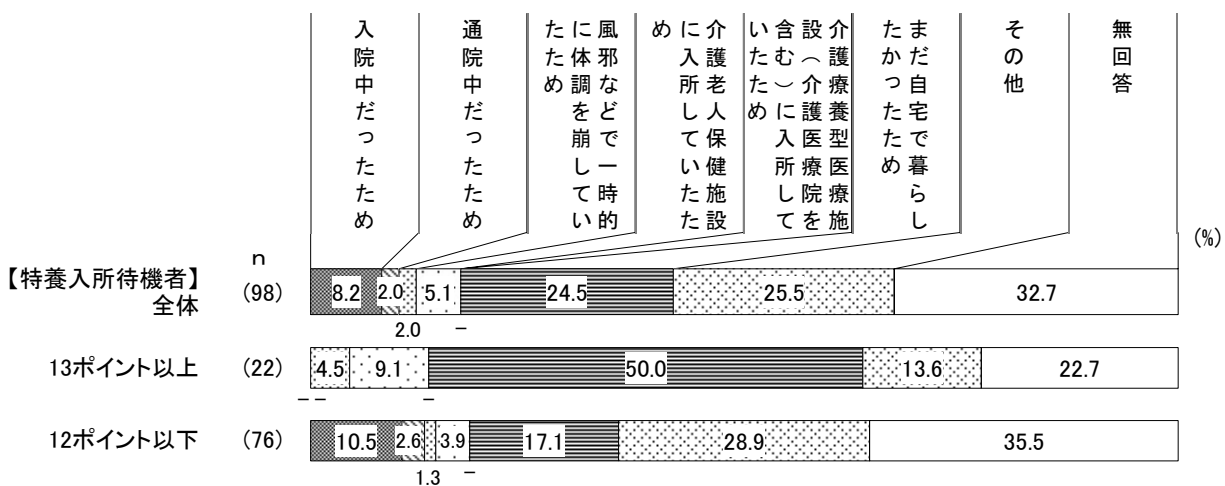 入院中だったため
通院中だったため
風邪などで一時的
に体調を崩してい
たため
介護老人保健施設
に入所していたた
め
介護療養型医療施
設（介護医療院を
含む）に入所して
いたため
まだ自宅で暮らし
たかったため
その他
無回答
(%)
n
【特養入所待機者】
全体
(98)
8.2
2.0
5.1
24.5
25.5
32.7
2.0
–
13ポイント以上
(22)
4.5
9.1
50.0
13.6
22.7
– –
–
12ポイント以下
(76)
10.5
2.6
3.9
17.1
28.9
35.5
1.3
–